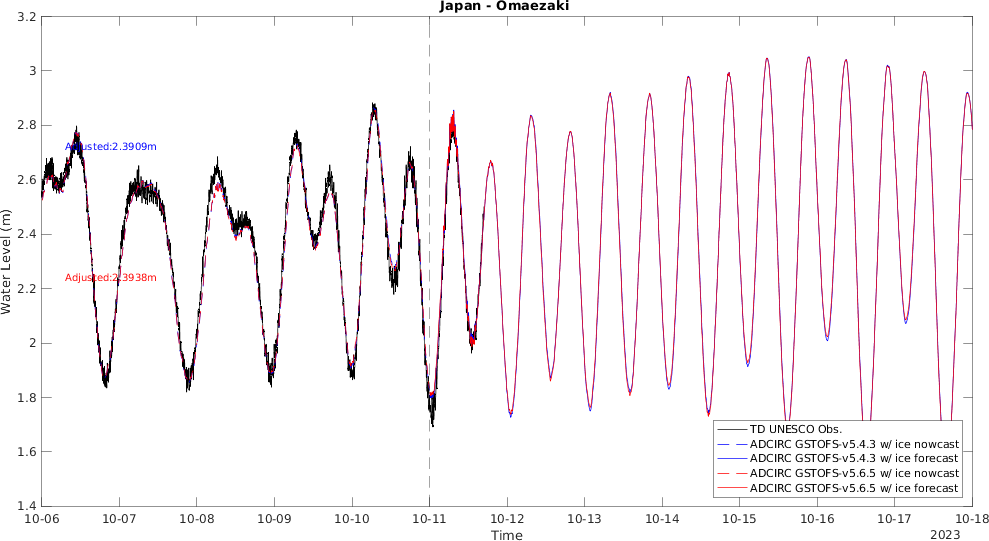 Japan - Omaezaki
3.2
3
2.8
2.6
2.4
2.2
2
1.8
1.6
1.4
Water Level (m)
Adjusted:2.3909m
Adjusted:2.3938m
TD UNESCO Obs.
ADCIRC GSTOFS-v5.4.3 w/ ice nowcast
ADCIRC GSTOFS-v5.4.3 w/ ice forecast
ADCIRC GSTOFS-v5.6.5 w/ ice nowcast
ADCIRC GSTOFS-v5.6.5 w/ ice forecast
10-06 10-07 10-08 10-09 10-10 10-11 10-12 10-13 10-14 10-15 10-16 10-17 10-18
Time
2023